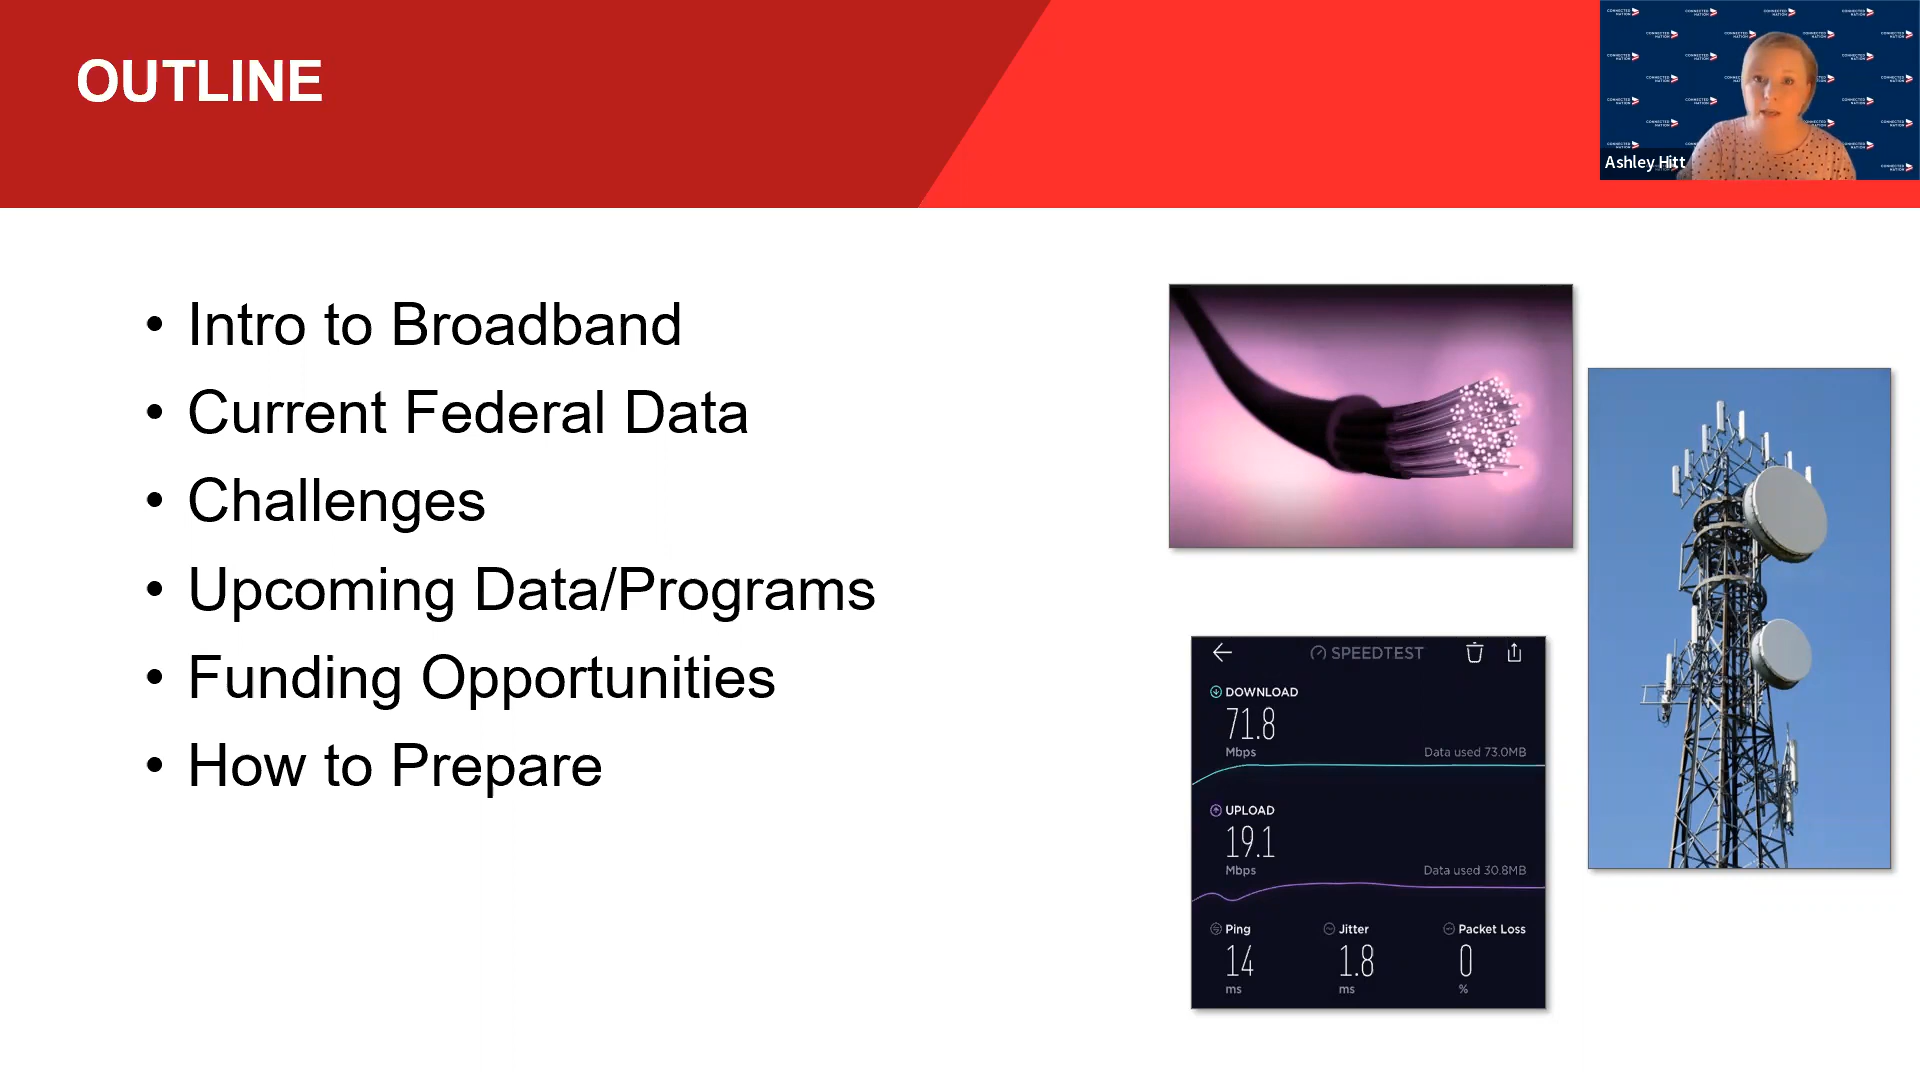 OUTLINE
• Intro to Broadband
• Current Federal Data
• Challenges
• Upcoming Data/Programs
• Funding Opportunities
• How to Prepare
CONNECTED
NATION
Ashley Hitt
SPEEDTEST
DOWNLOAD
71.8
Mbps
Data used 73.0MB
UPLOAD
19.1
Mbps
Data used 30.8MB
Ping Jitter Packet Loss
14 1.8 0
ms ms %